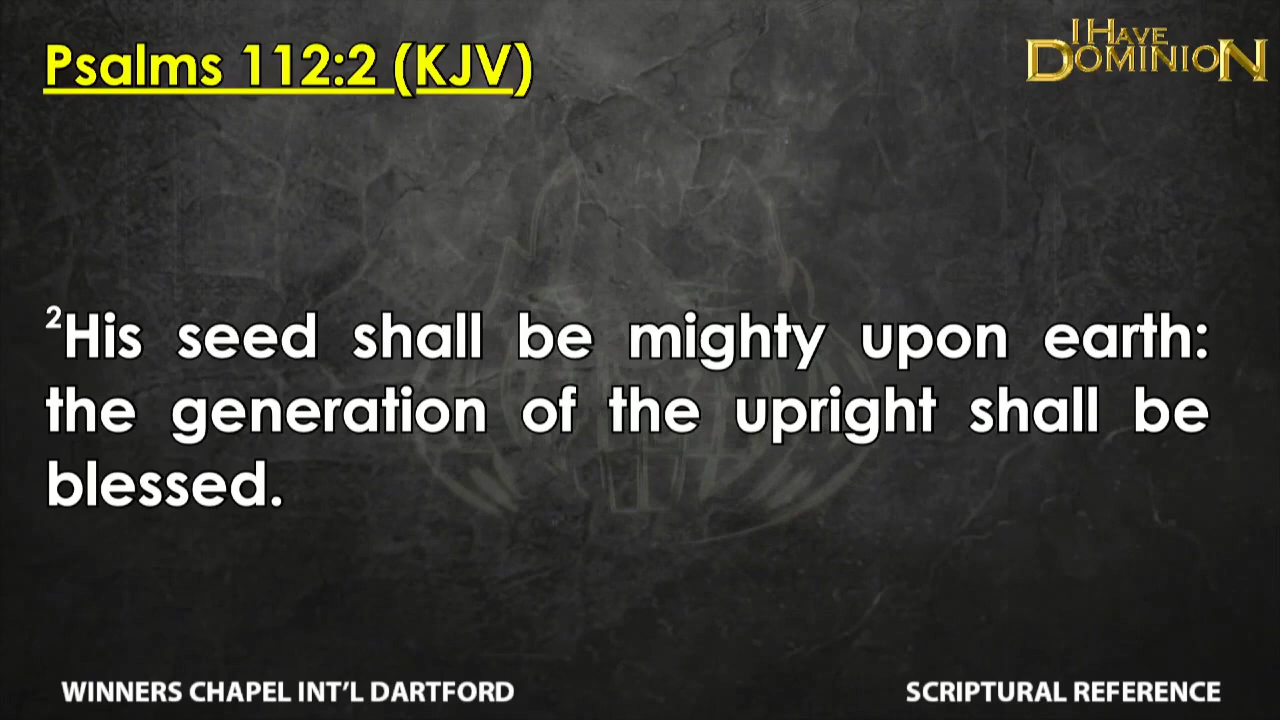 Psalms 112:2 (KJV)
I HAVE
DOMINION
2His seed shall be mighty upon earth:
the generation of the upright shall be
blessed.
WINNERS CHAPEL INT'L DARTFORD
SCRIPTURAL REFERENCE